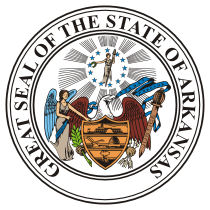 GREAT SEAL OF THE STATE OF ARKANSAS